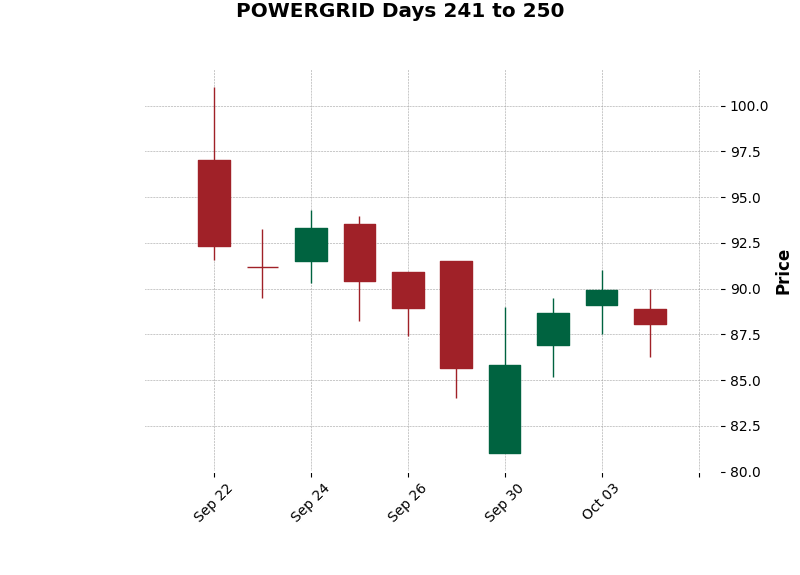 POWERGRID Days 241 to 250
100.0
97.5
95.0
92.5
90.0
87.5
85.0
82.5
80.0
Price
Sep 22
Sep 24
Sep 26
Sep 30
Oct 03